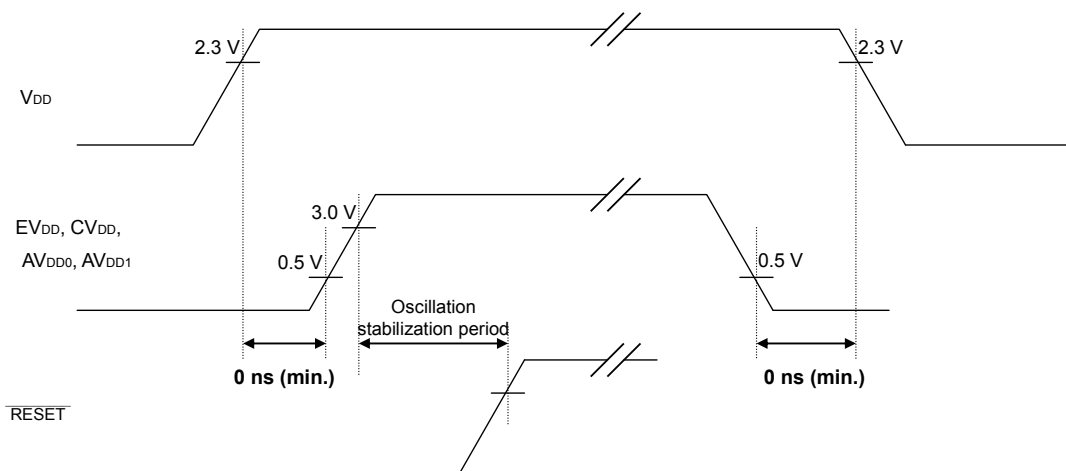 2.3 V
2.3 V
VDD
3.0 V
EVDD, CVDD,
AVDD0, AVDD1
0.5 V
0.5 V
Oscillation
stabilization period
0 ns (min.)
0 ns (min.)
RESET